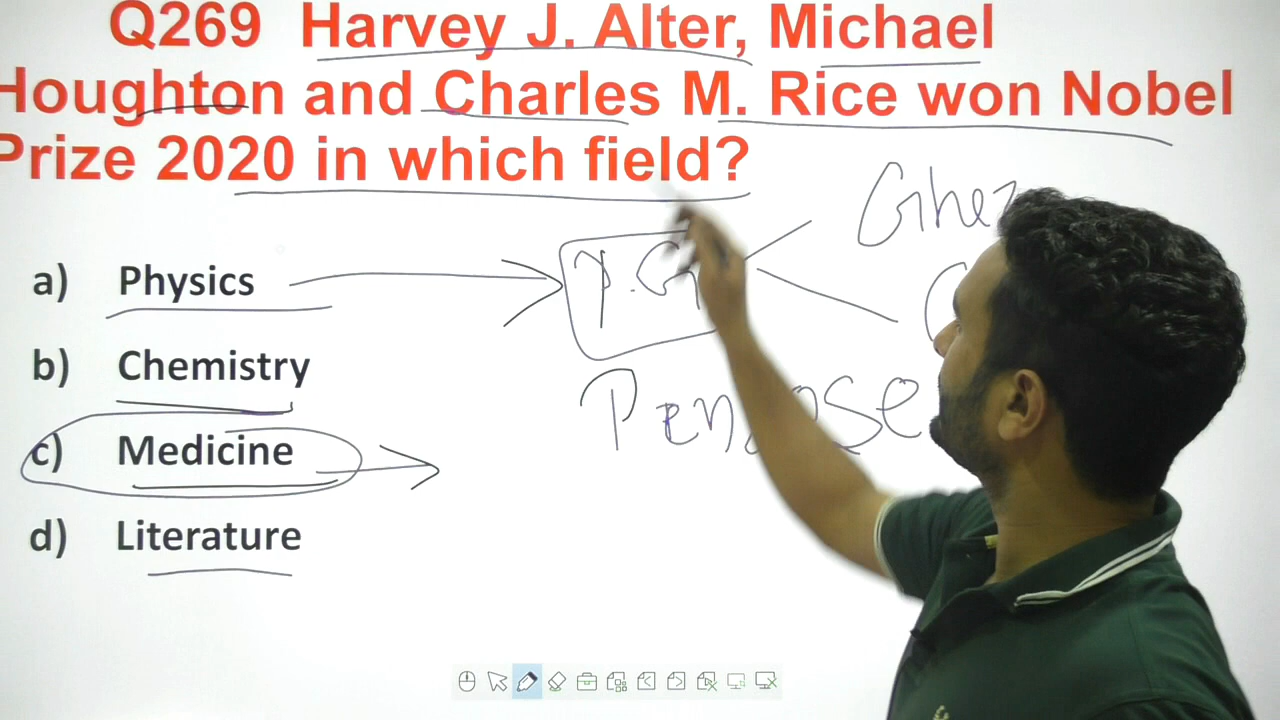 Q269 Harvey J. Alter, Michael
Houghton and Charles M. Rice won Nobel
Prize 2020 in which field?
a) Physics
b) Chemistry
c) Medicine
d) Literature
P.G
Ghez